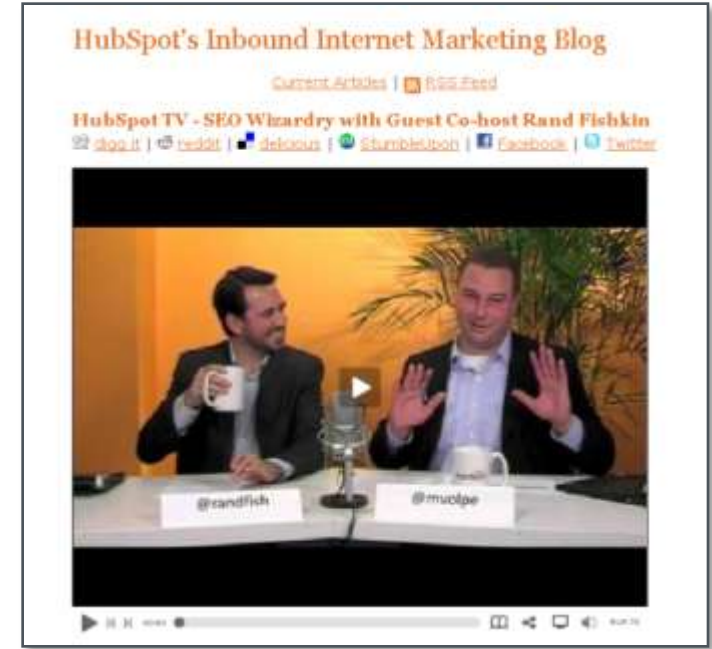 HubSpot's Inbound Internet Marketing Blog
Current Articles | RSS Feed
HubSpot TV - SEO Wizardry with Guest Co-host Rand Fishkin
digg it | reddit | delicious | StumbleUpon | Facebook | Twitter
@randfish @mvolpe